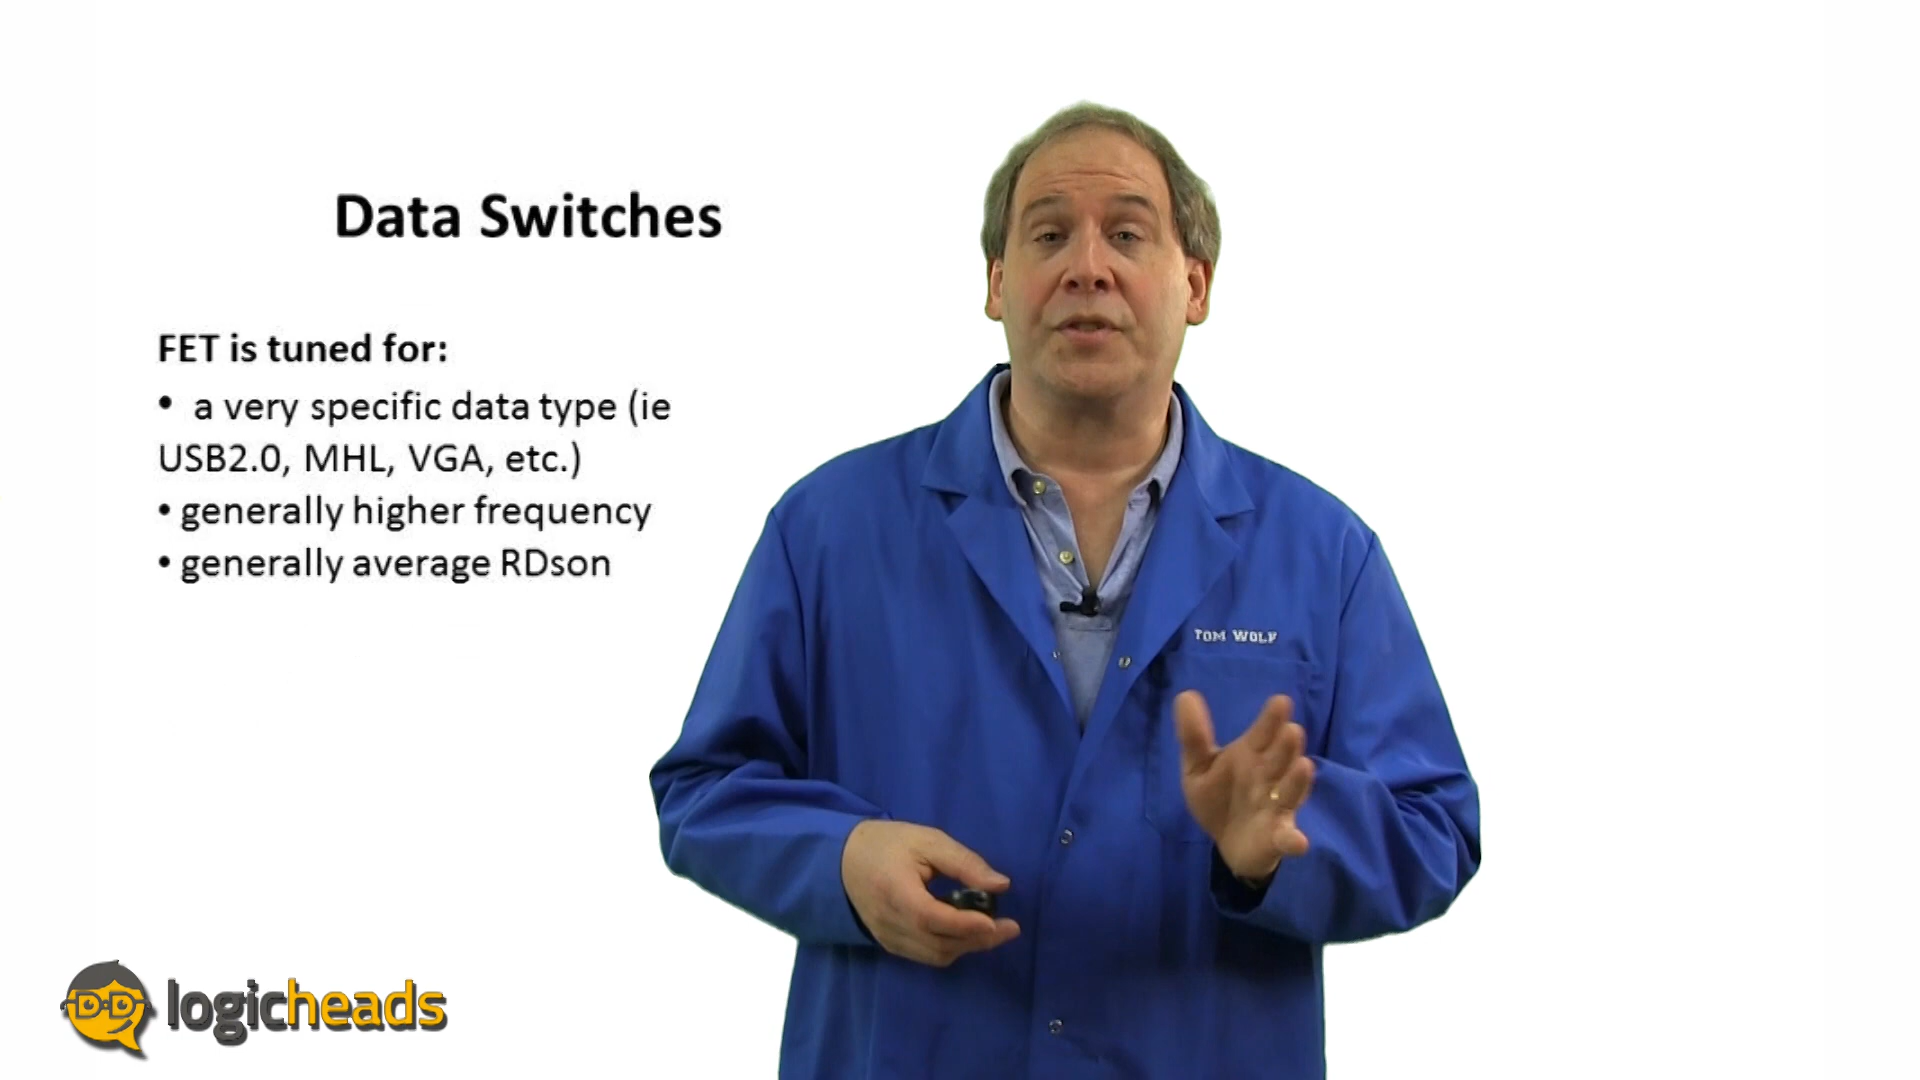 Data Switches
FET is tuned for:
• a very specific data type (ie
USB2.0, MHL, VGA, etc.)
• generally higher frequency
• generally average RDson
TOM WOLF
logicheads